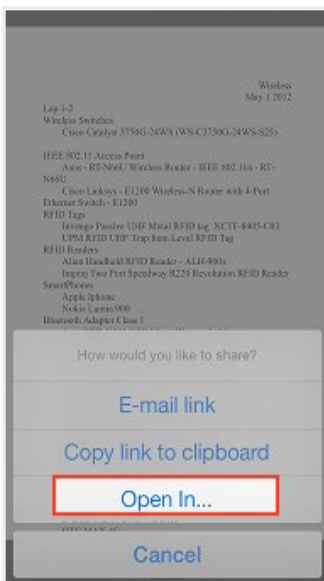 Wireless
May 1 2012
Lap 1-2
Wireless Switches
Cisco Catalyst 3750G-24WS (WS-C3750G-24WS-S25)
IEEE 802.11 Access Point
Asus - RT-N66U Wireless Router - IEEE 802.11n - RT-
N66U
Cisco Linksys - E1200 Wireless-N Router with 4-Port
Ethernet Switch - E1200
RFID Tags
Invengo Passive UHF Metal RFID tag XCTF-8405-C03
UPM RFID UHF Trap Item Level RFID Tag
RFID Readers
Alien Handheld RFID Reader - ALH-900x
Impinj Two Port Speedway R220 Revolution RFID Reader
SmartPhones
Apple Iphone
Nokia Lumia 900
Bluetooth Adapter Class 1
How would you like to share?
E-mail link
Copy link to clipboard
Open In...
Cancel